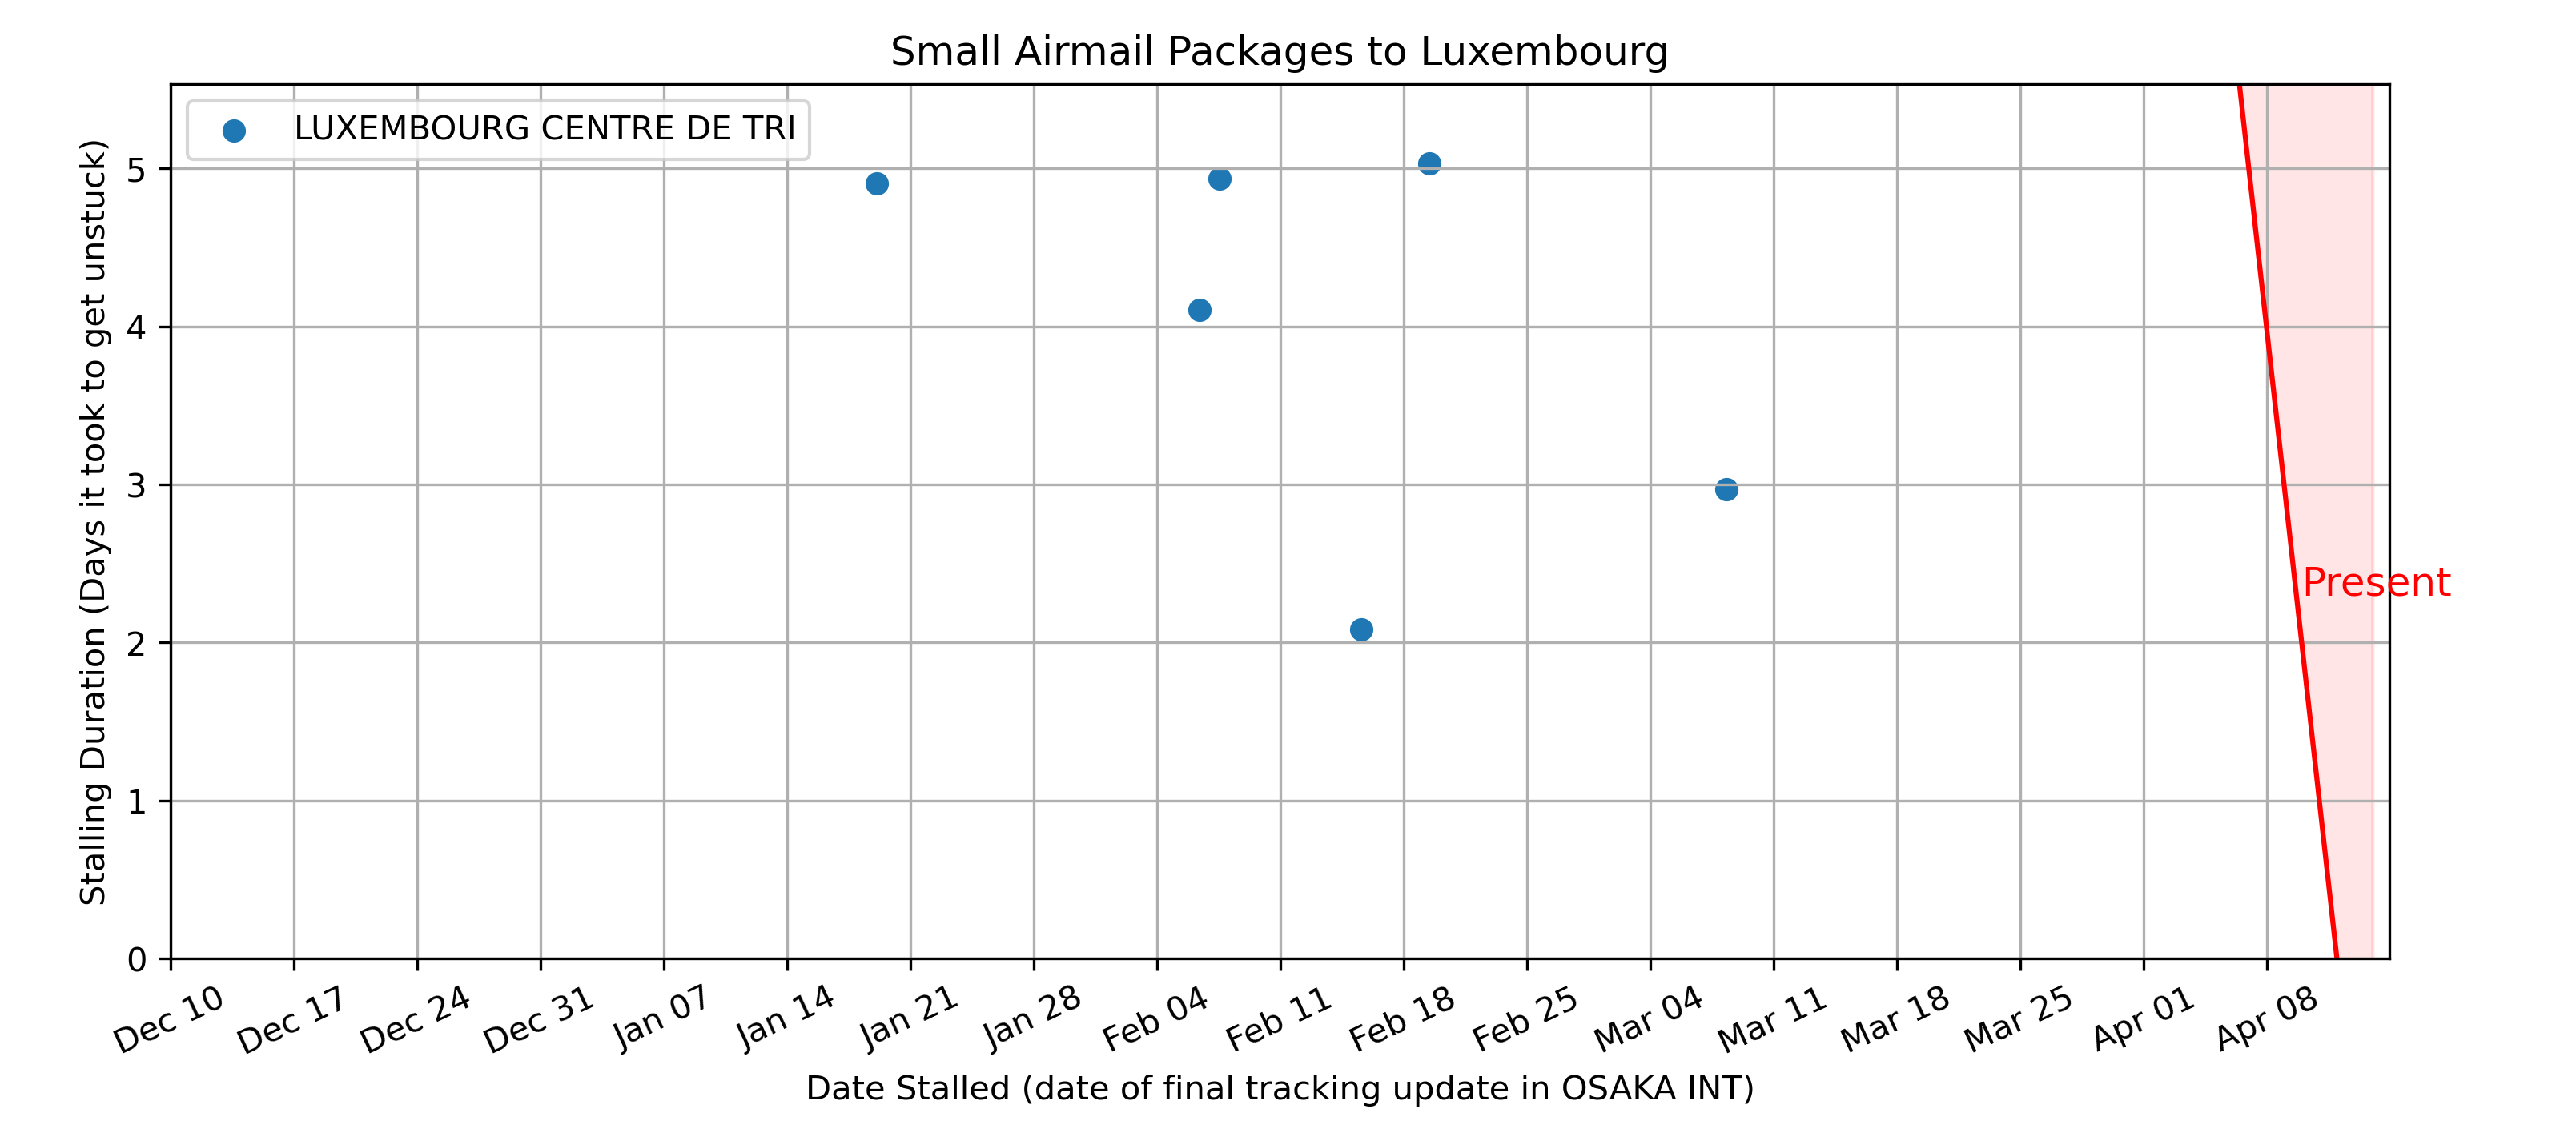 Small Airmail Packages to Luxembourg
LUXEMBOURG CENTRE DE TRI
Stalling Duration (Days it took to get unstuck)
5
4
3
2
1
0
Present
Dec 10
Dec 17
Dec 24
Dec 31
Jan 07
Jan 14
Jan 21
Jan 28
Feb 04
Feb 11
Feb 18
Feb 25
Mar 04
Mar 11
Mar 18
Mar 25
Apr 01
Apr 08
Date Stalled (date of final tracking update in OSAKA INT)